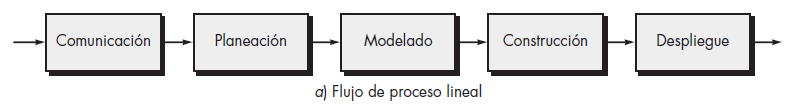 Comunicación Planeación Modelado Construcción Despliegue
a) Flujo de proceso lineal